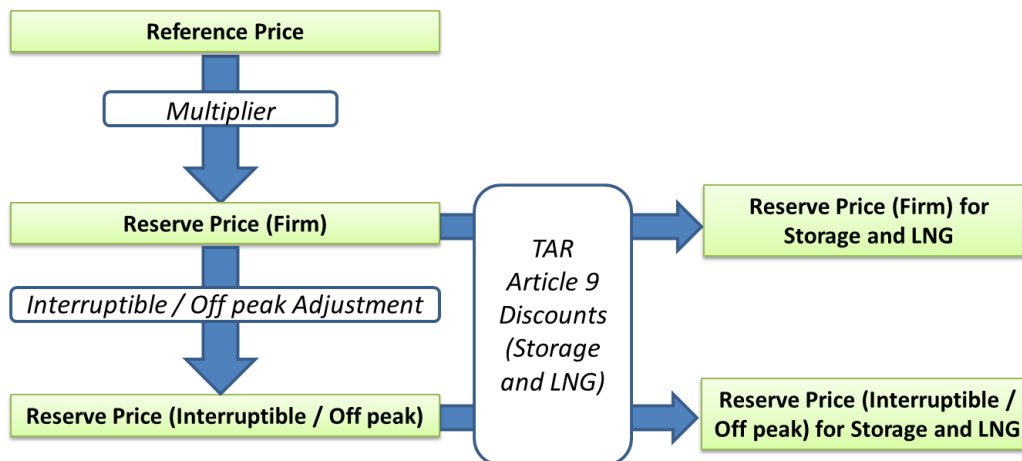 Reference Price
Multiplier
Reserve Price (Firm)
Interruptible / Off peak Adjustment
Reserve Price (Interruptible / Off peak)
TAR
Article 9
Discounts
(Storage
and LNG)
Reserve Price (Firm) for
Storage and LNG
Reserve Price (Interruptible /
Off peak) for Storage and LNG